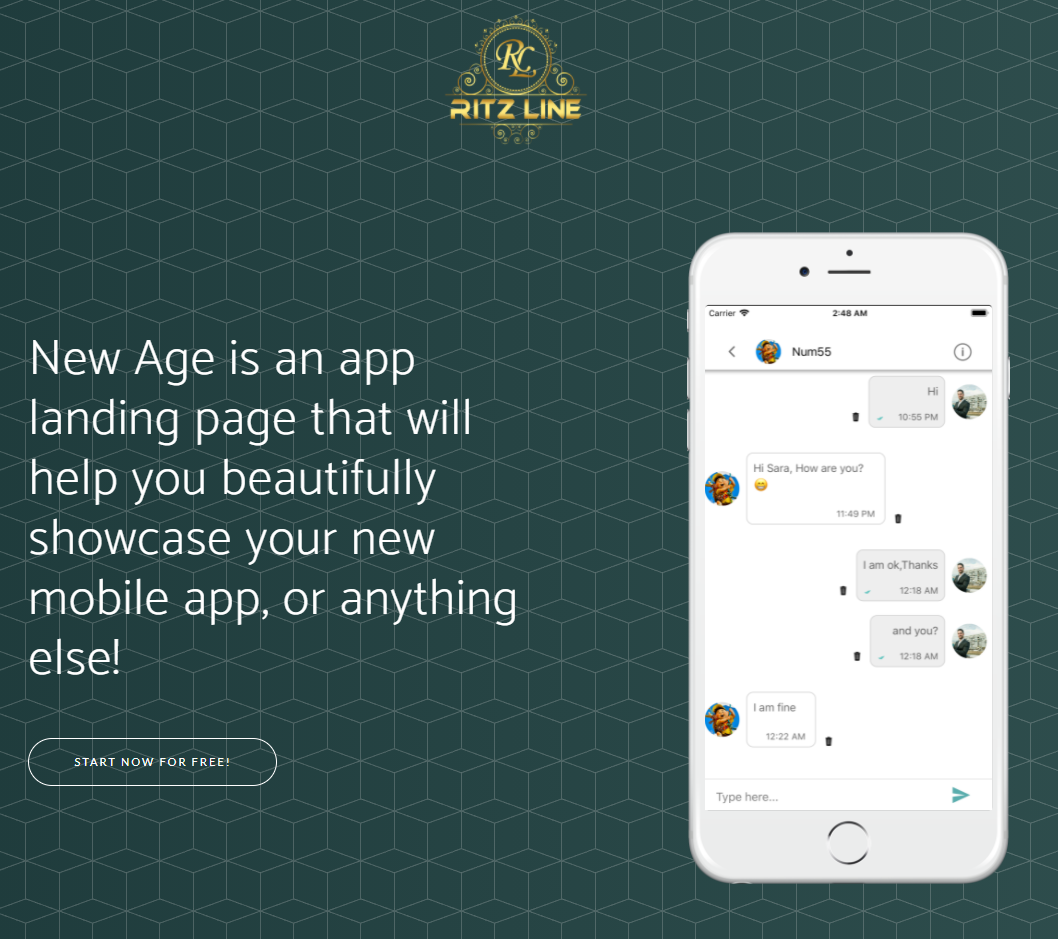 RL
RITZ LINE
New Age is an app
landing page that will
help you beautifully
showcase your new
mobile app, or anything
else!
START NOW FOR FREE!
Carrier 2:48 AM
Num55
Hi
10:55 PM
Hi Sara, How are you?
11:49 PM
I am ok,Thanks
12:18 AM
and you?
12:18 AM
I am fine
12:22 AM
Type here...